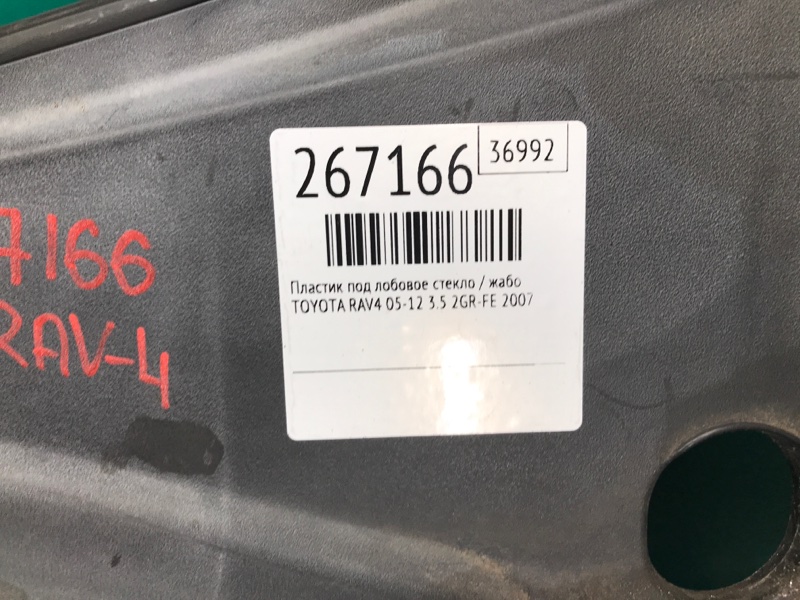 267166
36992
Пластик под лобовое стекло / жабо
TOYOTA RAV4 05-12 3.5 2GR-FE 2007
7166
RAV-4